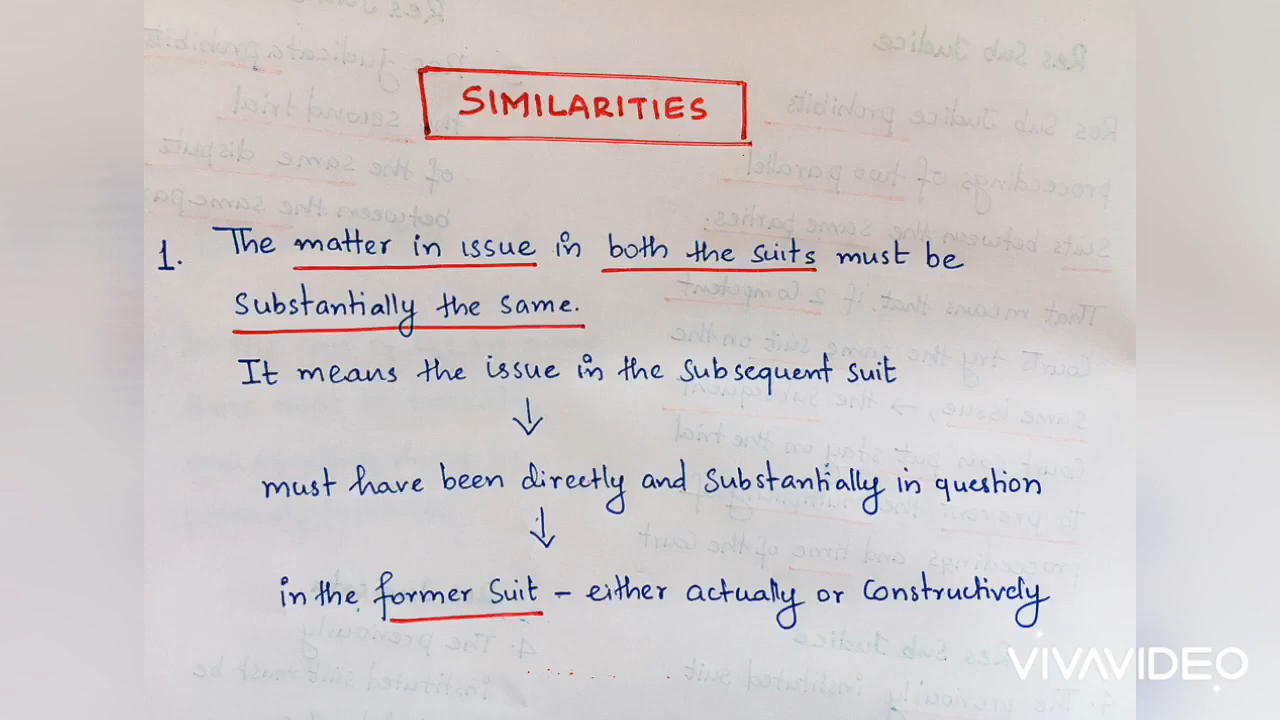 SIMILARITIES
1. The matter in issue in both the suits must be
substantially the same.
It means the issue in the subsequent suit
↓
must have been directly and substantially in question
↓
in the former suit – either actually or constructively
VIVAVIDEO